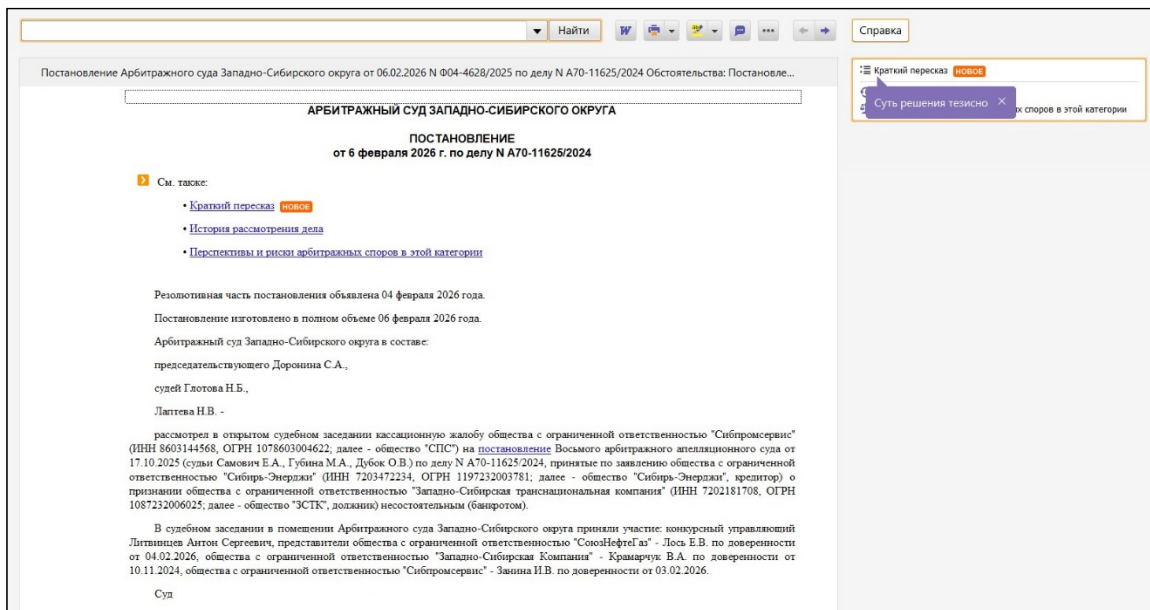 Найти
Справка
Постановление Арбитражного суда Западно-Сибирского округа от 06.02.2026 N Ф04-4628/2025 по делу N А70-11625/2024 Обстоятельства: Постановле...
Краткий пересказ НОВОЕ
Суть решения тезисно ×
х споров в этой категории
АРБИТРАЖНЫЙ СУД ЗАПАДНО-СИБИРСКОГО ОКРУГА
ПОСТАНОВЛЕНИЕ
от 6 февраля 2026 г. по делу N А70-11625/2024
См. также:
• Краткий пересказ НОВОЕ
• История рассмотрения дела
• Перспективы и риски арбитражных споров в этой категории
Резолютивная часть постановления объявлена 04 февраля 2026 года.
Постановление изготовлено в полном объеме 06 февраля 2026 года.
Арбитражный суд Западно-Сибирского округа в составе:
председательствующего Доронина С.А.,
судей Глотова Н.Б.,
Лаптева Н.В. -
рассмотрел в открытом судебном заседании кассационную жалобу общества с ограниченной ответственностью "Сибпромсервис"
(ИНН 8603144568, ОГРН 1078603004622; далее - общество "СПС") на постановление Восьмого арбитражного апелляционного суда от
17.10.2025 (судьи Самович Е.А., Губина М.А., Дубок О.В.) по делу N А70-11625/2024, принятые по заявлению общества с ограниченной
ответственностью "Сибирь-Энерджи" (ИНН 7203472234, ОГРН 1197232003781; далее - общество "Сибирь-Энерджи", кредитор) о
признании общества с ограниченной ответственностью "Западно-Сибирская транснациональная компания" (ИНН 7202181708, ОГРН
1087232006025; далее - общество "ЗСТК", должник) несостоятельным (банкротом).
В судебном заседании в помещении Арбитражного суда Западно-Сибирского округа приняли участие: конкурсный управляющий
Литвинцев Антон Сергеевич, представители общества с ограниченной ответственностью "СоюзНефтеГаз" - Лось Е.В. по доверенности
от 04.02.2026, общества с ограниченной ответственностью "Западно-Сибирская Компания" - Крамарчук В.А. по доверенности от
10.11.2024, общества с ограниченной ответственностью "Сибпромсервис" - Занина И.В. по доверенности от 03.02.2026.
Суд